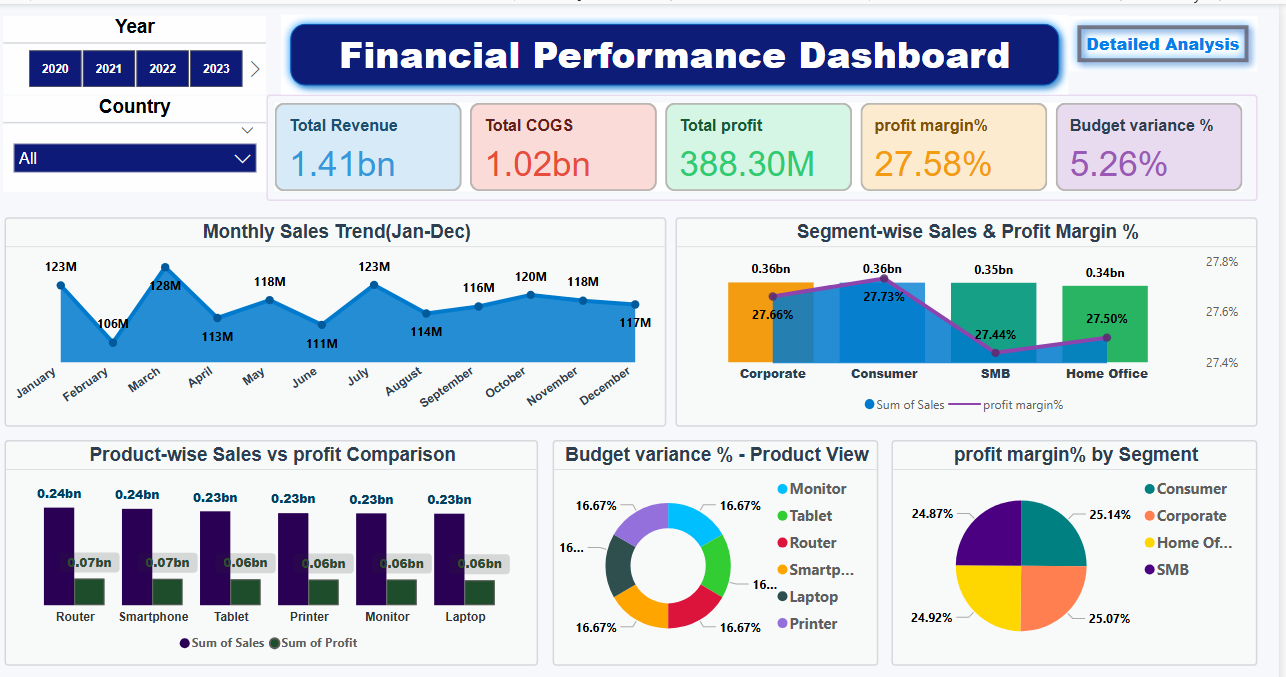 Year
2020 2021 2022 2023
Country
All
Financial Performance Dashboard
Detailed Analysis
Total Revenue
1.41bn
Total COGS
1.02bn
Total profit
388.30M
profit margin%
27.58%
Budget variance %
5.26%
Monthly Sales Trend(Jan-Dec)
123M
106M
128M
113M
118M
111M
123M
114M
116M
120M
118M
117M
January
February
March
April
May
June
July
August
September
October
November
December
Segment-wise Sales & Profit Margin %
0.36bn
0.36bn
0.35bn
0.34bn
27.66%
27.73%
27.44%
27.50%
27.8%
27.6%
27.4%
Corporate
Consumer
SMB
Home Office
Sum of Sales
profit margin%
Product-wise Sales vs profit Comparison
0.24bn
0.24bn
0.23bn
0.23bn
0.23bn
0.23bn
0.07bn
0.07bn
0.06bn
0.06bn
0.06bn
0.06bn
Router
Smartphone
Tablet
Printer
Monitor
Laptop
Sum of Sales
Sum of Profit
Budget variance % - Product View
16.67%
16.67%
16...
16...
16.67%
16.67%
Monitor
Tablet
Router
Smartp...
Laptop
Printer
profit margin% by Segment
24.87%
25.14%
24.92%
25.07%
Consumer
Corporate
Home Of...
SMB